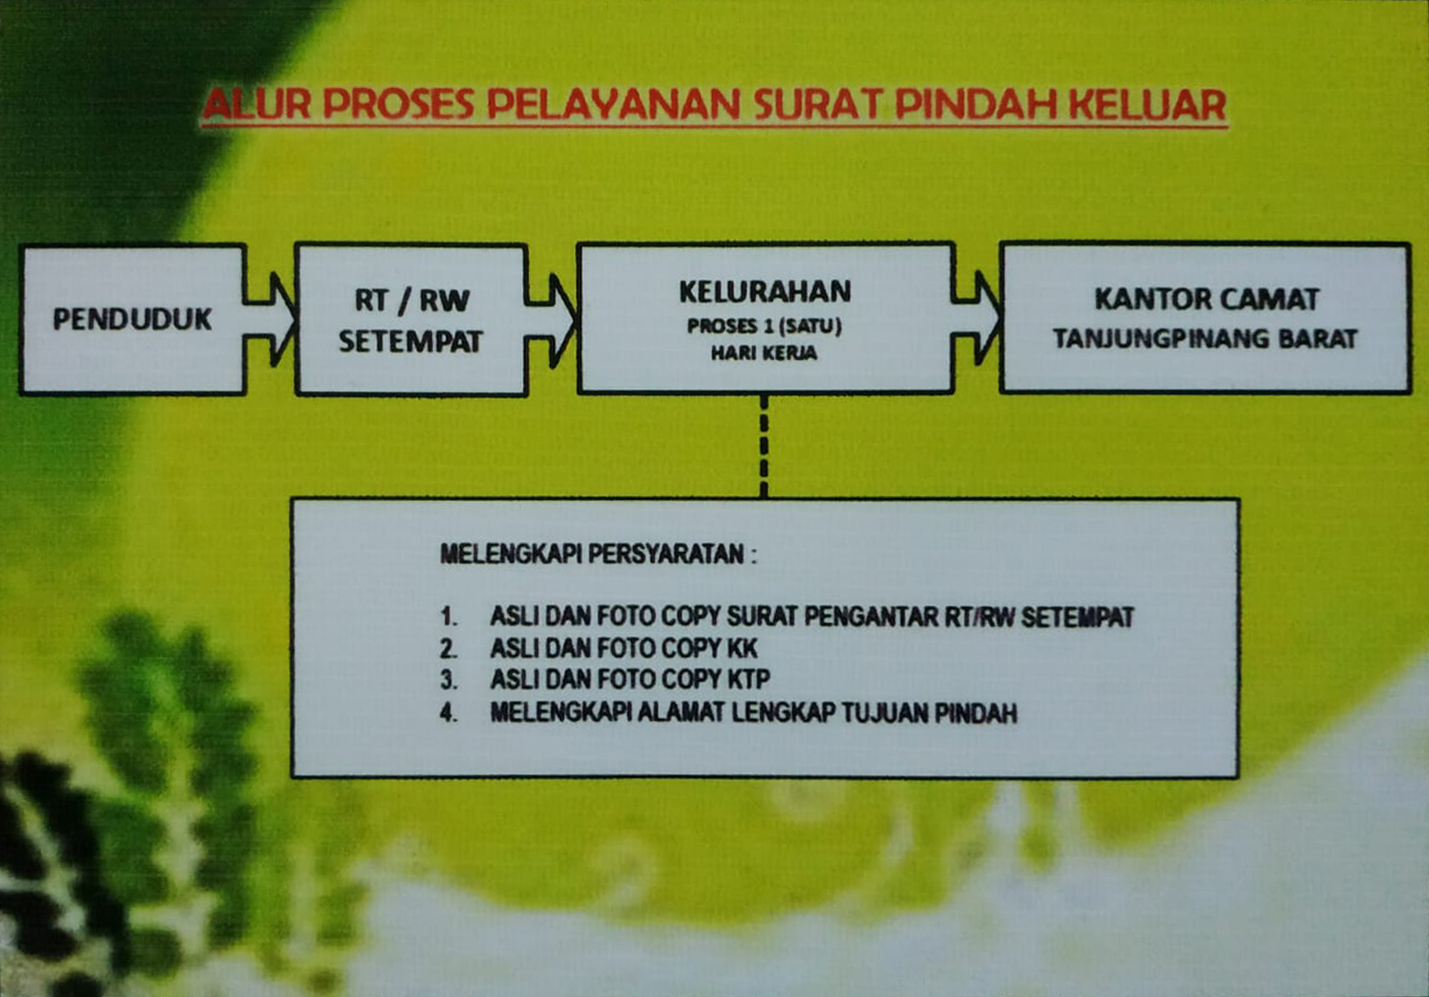 ALUR PROSES PELAYANAN SURAT PINDAH KELUAR
PENDUDUK
RT / RW
SETEMPAT
KELURAHAN
PROSES 1 (SATU)
HARI KERJA
KANTOR CAMAT
TANJUNGPINANG BARAT
MELENGKAPI PERSYARATAN :
1. ASLI DAN FOTO COPY SURAT PENGANTAR RT/RW SETEMPAT
2. ASLI DAN FOTO COPY KK
3. ASLI DAN FOTO COPY KTP
4. MELENGKAPI ALAMAT LENGKAP TUJUAN PINDAH